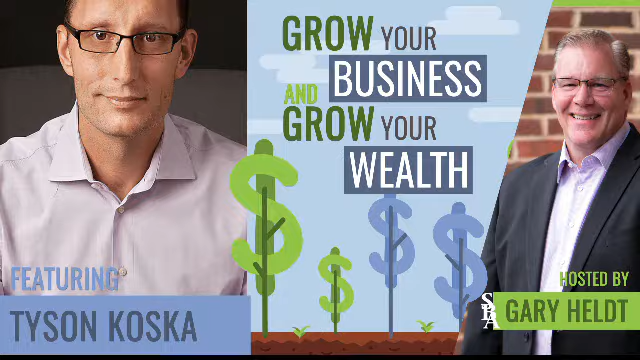 GROW YOUR
BUSINESS
AND
GROW YOUR
WEALTH
FEATURING
TYSON KOSKA
HOSTED BY
GARY HELDT